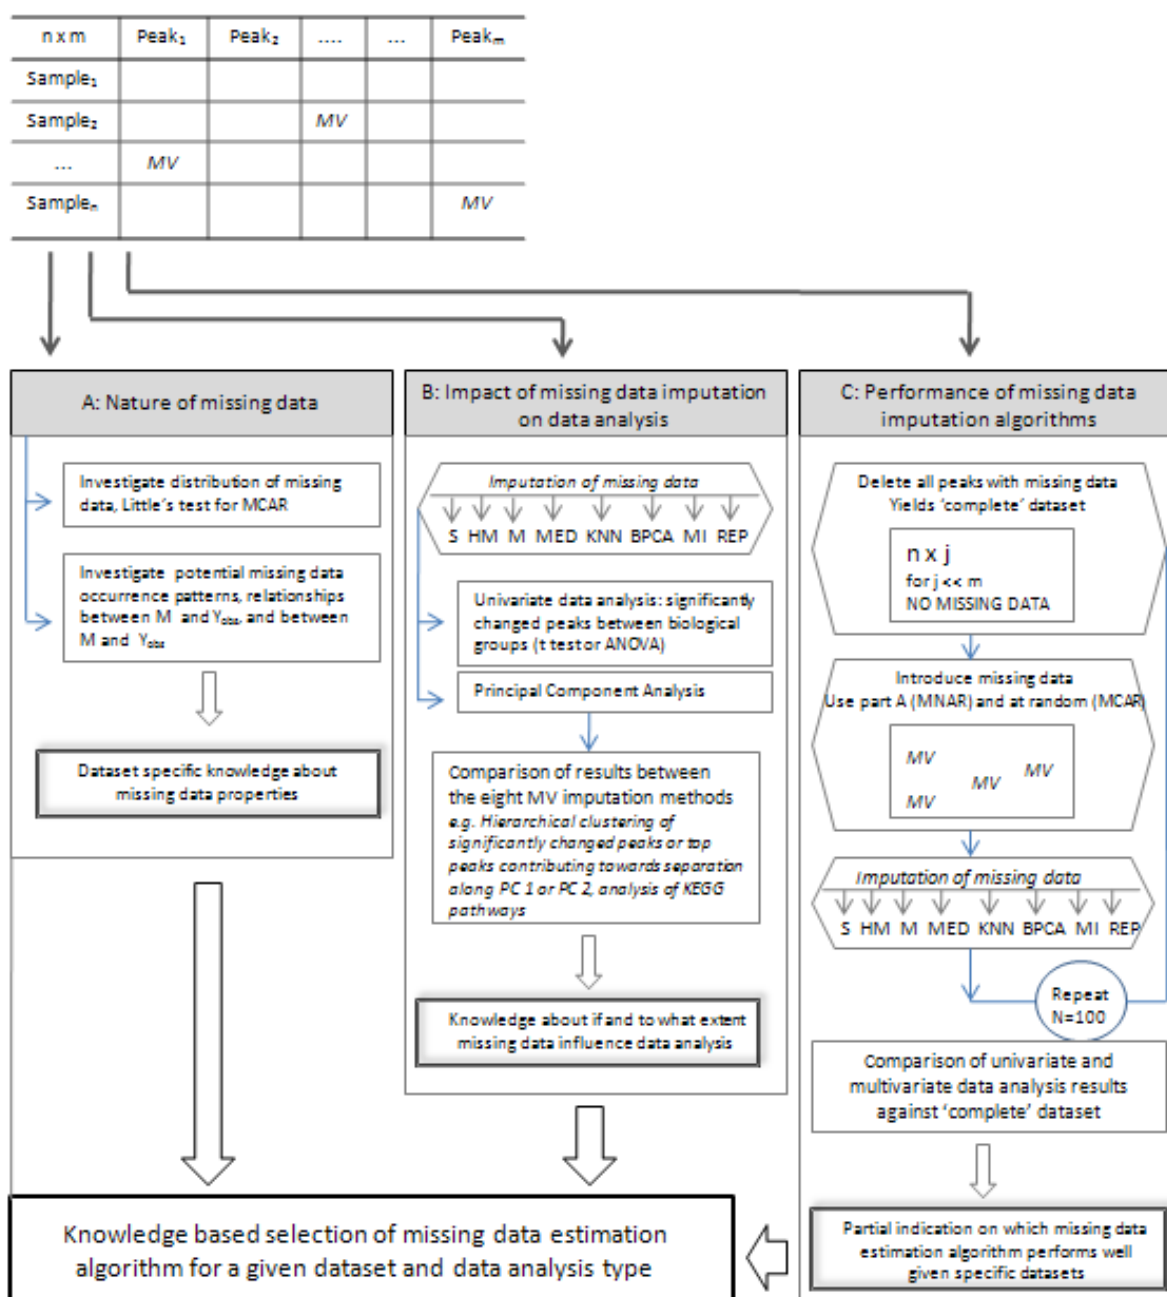 n x m Peak₁ Peak₂ .... ... Peakₘ
Sample₁
Sample₂ MV
... MV
Sampleₙ MV
A: Nature of missing data
Investigate distribution of missing
data, Little's test for MCAR
Investigate potential missing data
occurrence patterns, relationships
between M and Yobs, and between
M and Yobs
Dataset specific knowledge about
missing data properties
B: Impact of missing data imputation
on data analysis
Imputation of missing data
S HM M MED KNN BPCA MI REP
Univariate data analysis: significantly
changed peaks between biological
groups (t test or ANOVA)
Principal Component Analysis
Comparison of results between
the eight MV imputation methods
e.g. Hierarchical clustering of
significantly changed peaks or top
peaks contributing towards separation
along PC 1 or PC 2, analysis of KEGG
pathways
Knowledge about if and to what extent
missing data influence data analysis
C: Performance of missing data
imputation algorithms
Delete all peaks with missing data
Yields 'complete' dataset
n x j
for j << m
NO MISSING DATA
Introduce missing data
Use part A (MNAR) and at random (MCAR)
MV
MV
MV
MV
Imputation of missing data
S HM M MED KNN BPCA MI REP
Repeat
N=100
Comparison of univariate and
multivariate data analysis results
against 'complete' dataset
Partial indication on which missing data
estimation algorithm performs well
given specific datasets
Knowledge based selection of missing data estimation
algorithm for a given dataset and data analysis type